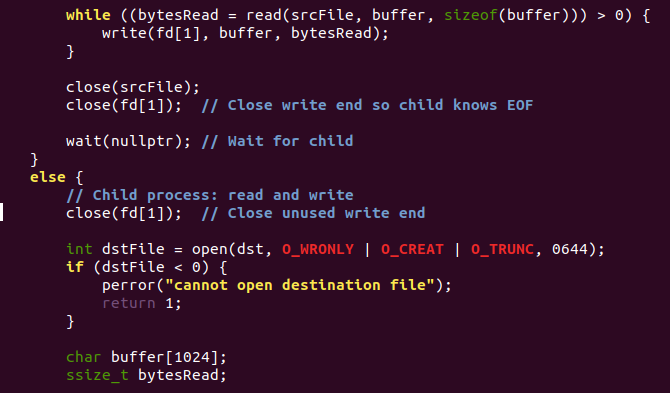 while ((bytesRead = read(srcFile, buffer, sizeof(buffer))) > 0) {
write(fd[1], buffer, bytesRead);
}
close(srcFile);
close(fd[1]);  // Close write end so child knows EOF
wait(nullptr); // Wait for child
}
else {
// Child process: read and write
close(fd[1]);  // Close unused write end
int dstFile = open(dst, O_WRONLY | O_CREAT | O_TRUNC, 0644);
if (dstFile < 0) {
perror("cannot open destination file");
return 1;
}
char buffer[1024];
ssize_t bytesRead;